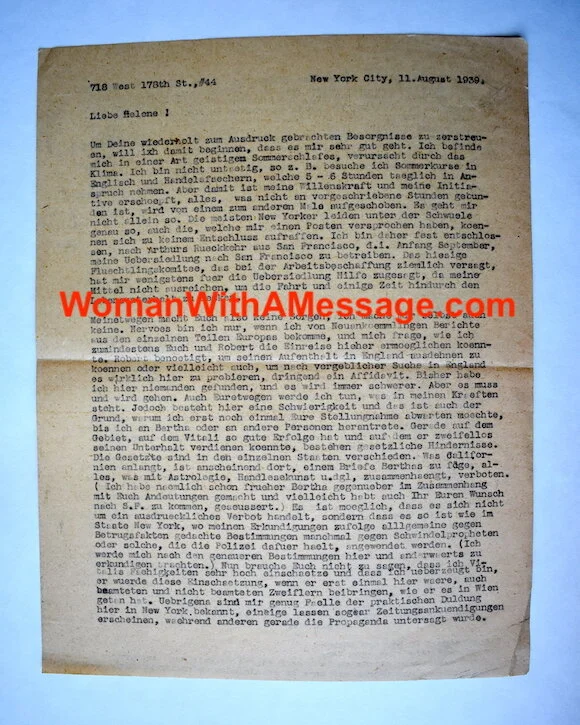 718 West 178th St.,#44 New York City, 11.August 1939.
Liebe Helene !
Um Deine wiederholt zum Ausdruck gebrachten Besorgnisse zu zerstreu-
en, will ixh damit beginnen, dass es mir sehr gut geht. Ich befinde
mich in einer Art geistigem Sommerschlafes, verursacht durch das
Klima. Ich bin nicht untaetig, so z. B. besuche ich Sommerkurse in
Englisch und Handelsfaechern, welche 5 - 6 Stunden taeglich in An-
spruch nehmen. Aber damit ist meine Willenskraft und meine Initia-
tive erschoepft, alles, was nicht an vorgeschriebene Stunden gebun-
den ist, wird von einem zum anderen Male aufgeschoben. Es geht mir
nicht allein so. Die meisten New Yorker leiden unter der Schwuele
genau so, auch die, welche mir einen Posten versprochen haben, koen-
nen sich zu keinem Entschluss aufraffen. Ich bin daher fest entschlos-
sen, nach Arthurs Rueckkehr aus San Francisco, d.i. Anfang September,
meine Uebersiedlung nach San Francisco zu betreiben. Das hiesige
Fluechtlingskomitee, das bei der Arbeitsbeschaffung ziemlich versagt,
hat mir wenigstens fuer die Uebersiedlung Hilfe zugesagt, da meine
Mittel nicht ausreichen, um die Fahrt und einige Zeit hindurch den
WomanWithAMessage.com
Meinetwegen macht Euch also keine Sorgen, ich mache mir selbst auch
keine. Nervoes bin ich nur, wenn ich von Neuankoemmlingen Berichte
aus den einzelnen Teilen Europas bekomme, und mich frage, wie ich
zumindestens Euch und Robert die Einreise hieher ermoeglichen koenn-
te. Robert benoetigt, um seinen Aufenthalt in England ausdehnen zu
koennen oder vielleicht auch, um nach vergeblicher Suche in England
es wirklich hier zu probieren, dringend ein Affidevit. Bisher habe
ich hier niemanden gefunden, und es wird immer schwerer. Aber es muss
und wird gehen. Auch Euretwegen werde ich tun, was in meinen Kraeften
steht. Jedoch besteht hier eine Schwierigkeit und das ist auch der
Grund, warum ich erst noch einmal Eure Stellungnahme abwarten moechte,
bis ich an Bertha oder an andere Personen herantrete. Gerade auf dem
Gebiet, auf dem Vitali so gute Erfolge hat und auf dem er zweifellos
seinen Unterhalt verdienen koennte, bestehen gesetzliche Hindernisse.
Die Gesetze sind in den einzelnen Staaten verschieden. Was Califor-
nien anlangt, ist anscheinend dort, einem Briefe Berthas zu folge, al-
les, was mit Astrologie, Handlesekunst u.dgl, zusammenhaengt, verboten.
( Ich habe naemlich schon frueher Bertha gegenueber im Zusammenhang
mit Euch Andeutungen gemacht und vielleicht habt auch Ihr Euren Wunsch
nach S.F. zu kommen, geaeussert.) Es ist moeglich, dass es sich nicht
um ein ausdrueckliches Verbot handelt, sondern dass es so ist wie im
Staate New York, wo meinen Erkundigungen zufolge alllgemeine gegen
Betrugsfakten gedachte Bestimmungen manchmal gegen Schwindelpropheten
oder solche, die die Polizei dafuer haelt, angewendet werden. (Ich
werde mich nach den genaueren Bestimmungen hier und anderwaerts zu
erkundigen trachten.) Nun brauche Euch nicht zu sagen, dass ich Vi-
talis Faehigkeiten sehr hoch einschaetze und dass ich ueberzeugt bin,
er wuerde diese Einschaetzung, wenn er erst einmal hier waere, auch
beamteten und nicht beamteten Zweiflern beibringen, wie er es in Wien
getan hat. Uebrigens sind mir genug Faelle der praktischen Duldung
hier in New York bekannt, einige lassen sogar Zeitungsankuendigungen
erscheinen, waehrend anderen gerade die Propaganda untersagt wurde.